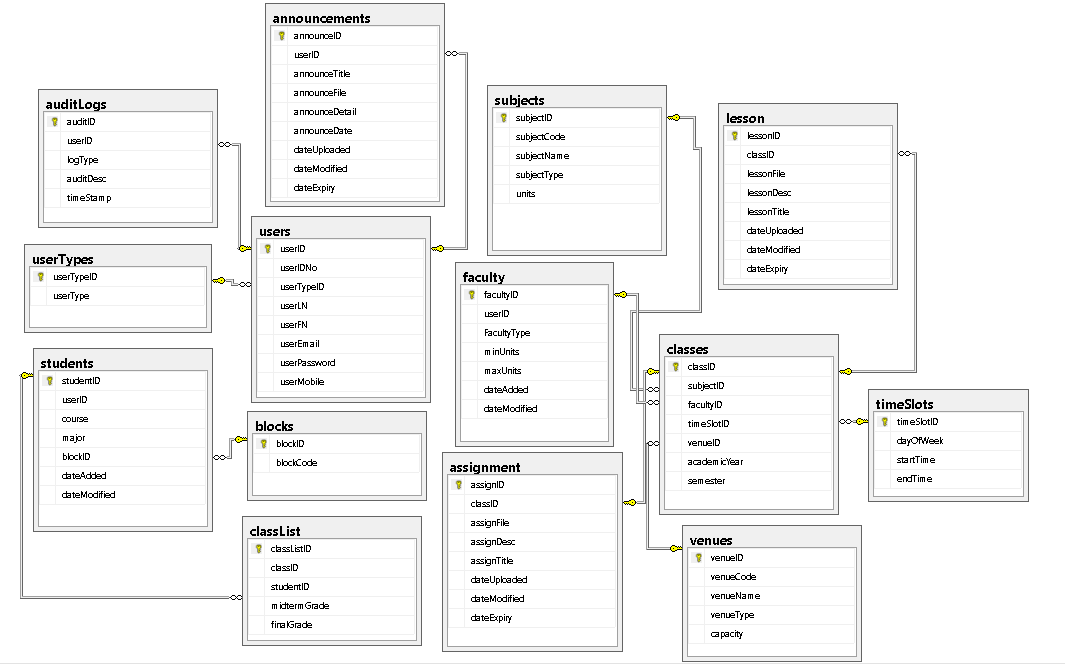 announcements
announceID
userID
announceTitle
announceFile
announceDetail
announceDate
dateUploaded
dateModified
dateExpiry
auditLogs
auditID
userID
logType
auditDesc
timeStamp
subjects
subjectID
subjectCode
subjectName
subjectType
units
lesson
lessonID
classID
lessonFile
lessonDesc
lessonTitle
dateUploaded
dateModified
dateExpiry
users
userID
userIDNo
userTypeID
userLN
userFN
userEmail
userPassword
userMobile
userTypes
userTypeID
userType
faculty
facultyID
userID
FacultyType
minUnits
maxUnits
dateAdded
dateModified
students
studentID
userID
course
major
blockID
dateAdded
dateModified
classes
classID
subjectID
facultyID
timeSlotID
venueID
academicYear
semester
timeSlots
timeSlotID
dayOfWeek
startTime
endTime
blocks
blockID
blockCode
assignment
assignID
classID
assignFile
assignDesc
assignTitle
dateUploaded
dateModified
dateExpiry
classList
classListID
classID
studentID
midtermGrade
finalGrade
venues
venueID
venueCode
venueName
venueType
capacity